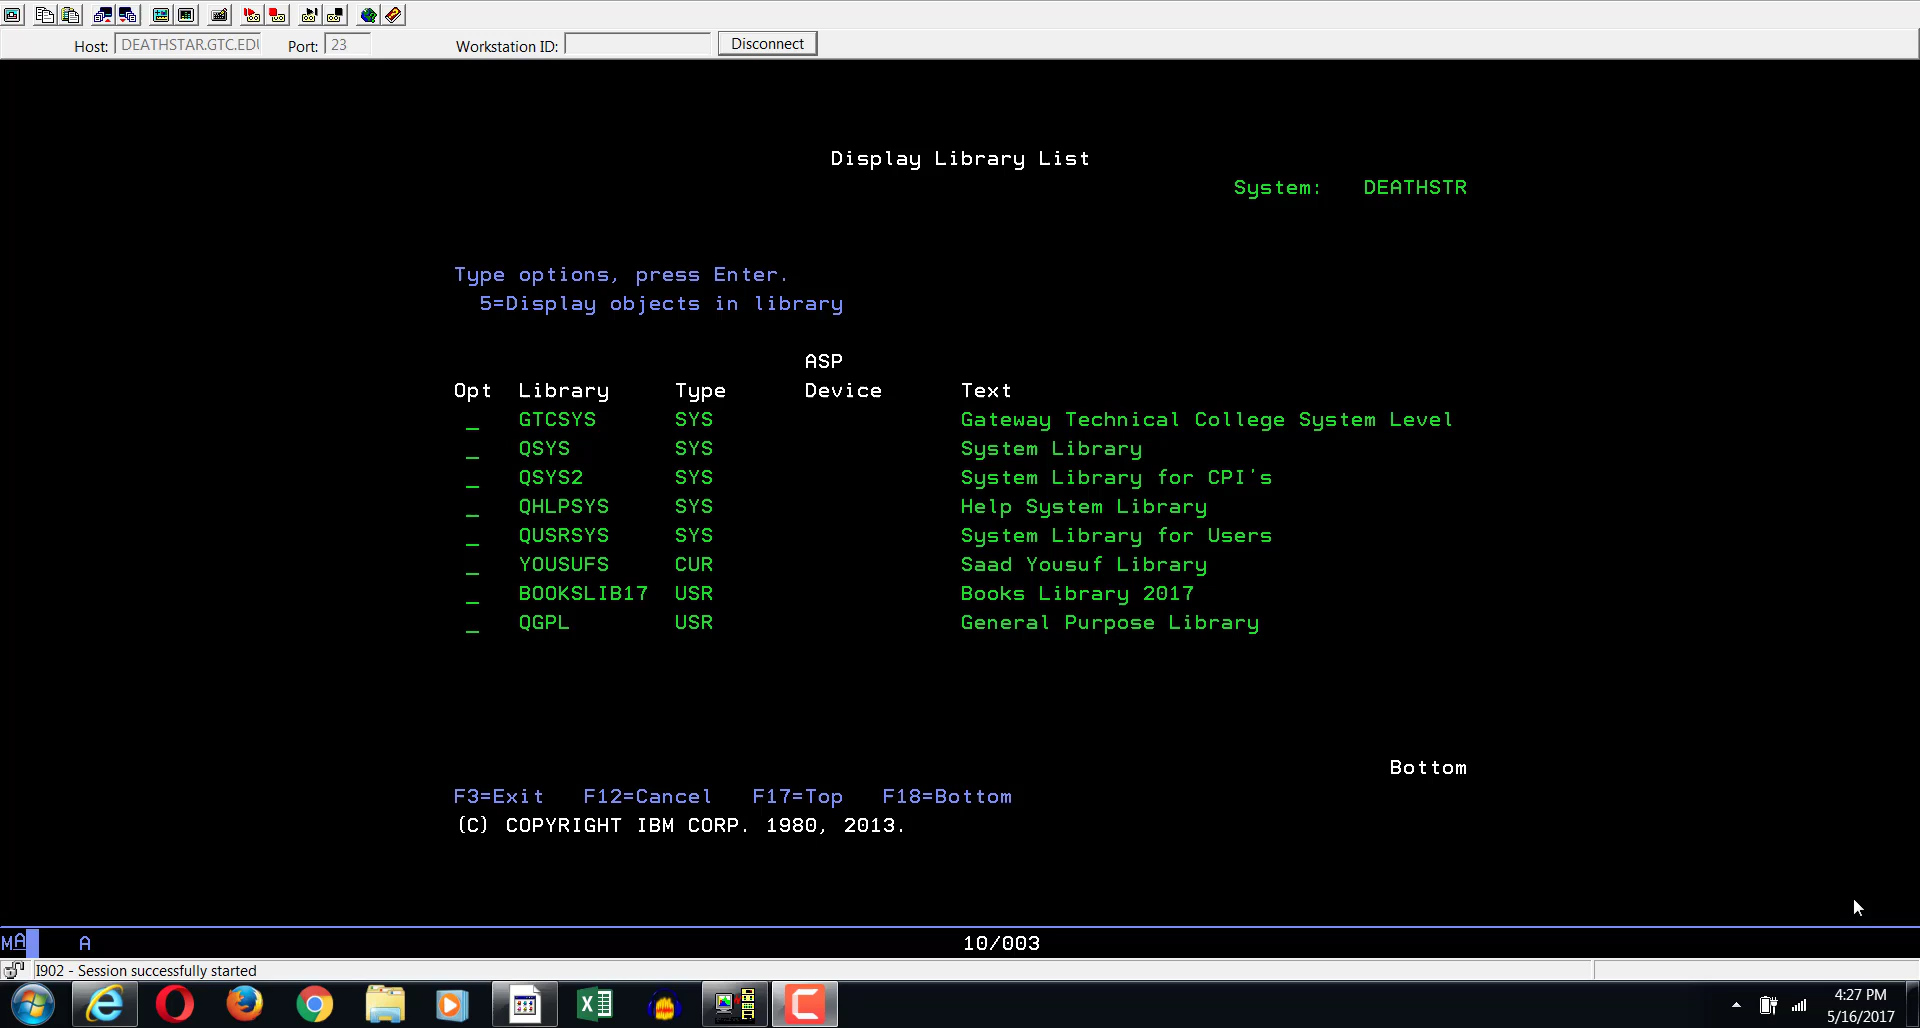 Host: DEATHSTAR.GTC.EDU Port: 23 Workstation ID: Disconnect
Display Library List
System: DEATHSTR
Type options, press Enter.
5=Display objects in library
ASP
Opt Library Type Device Text
_ GTCSYS SYS Gateway Technical College System Level
_ QSYS SYS System Library
_ QSYS2 SYS System Library for CPI's
_ QHLPSYS SYS Help System Library
_ QUSRSYS SYS System Library for Users
_ YOUSUFS CUR Saad Yousuf Library
_ BOOKSLIB17 USR Books Library 2017
_ QGPL USR General Purpose Library
Bottom
F3=Exit F12=Cancel F17=Top F18=Bottom
(C) COPYRIGHT IBM CORP. 1980, 2013.
MA A 10/003
I902 - Session successfully started
4:27 PM
5/16/2017